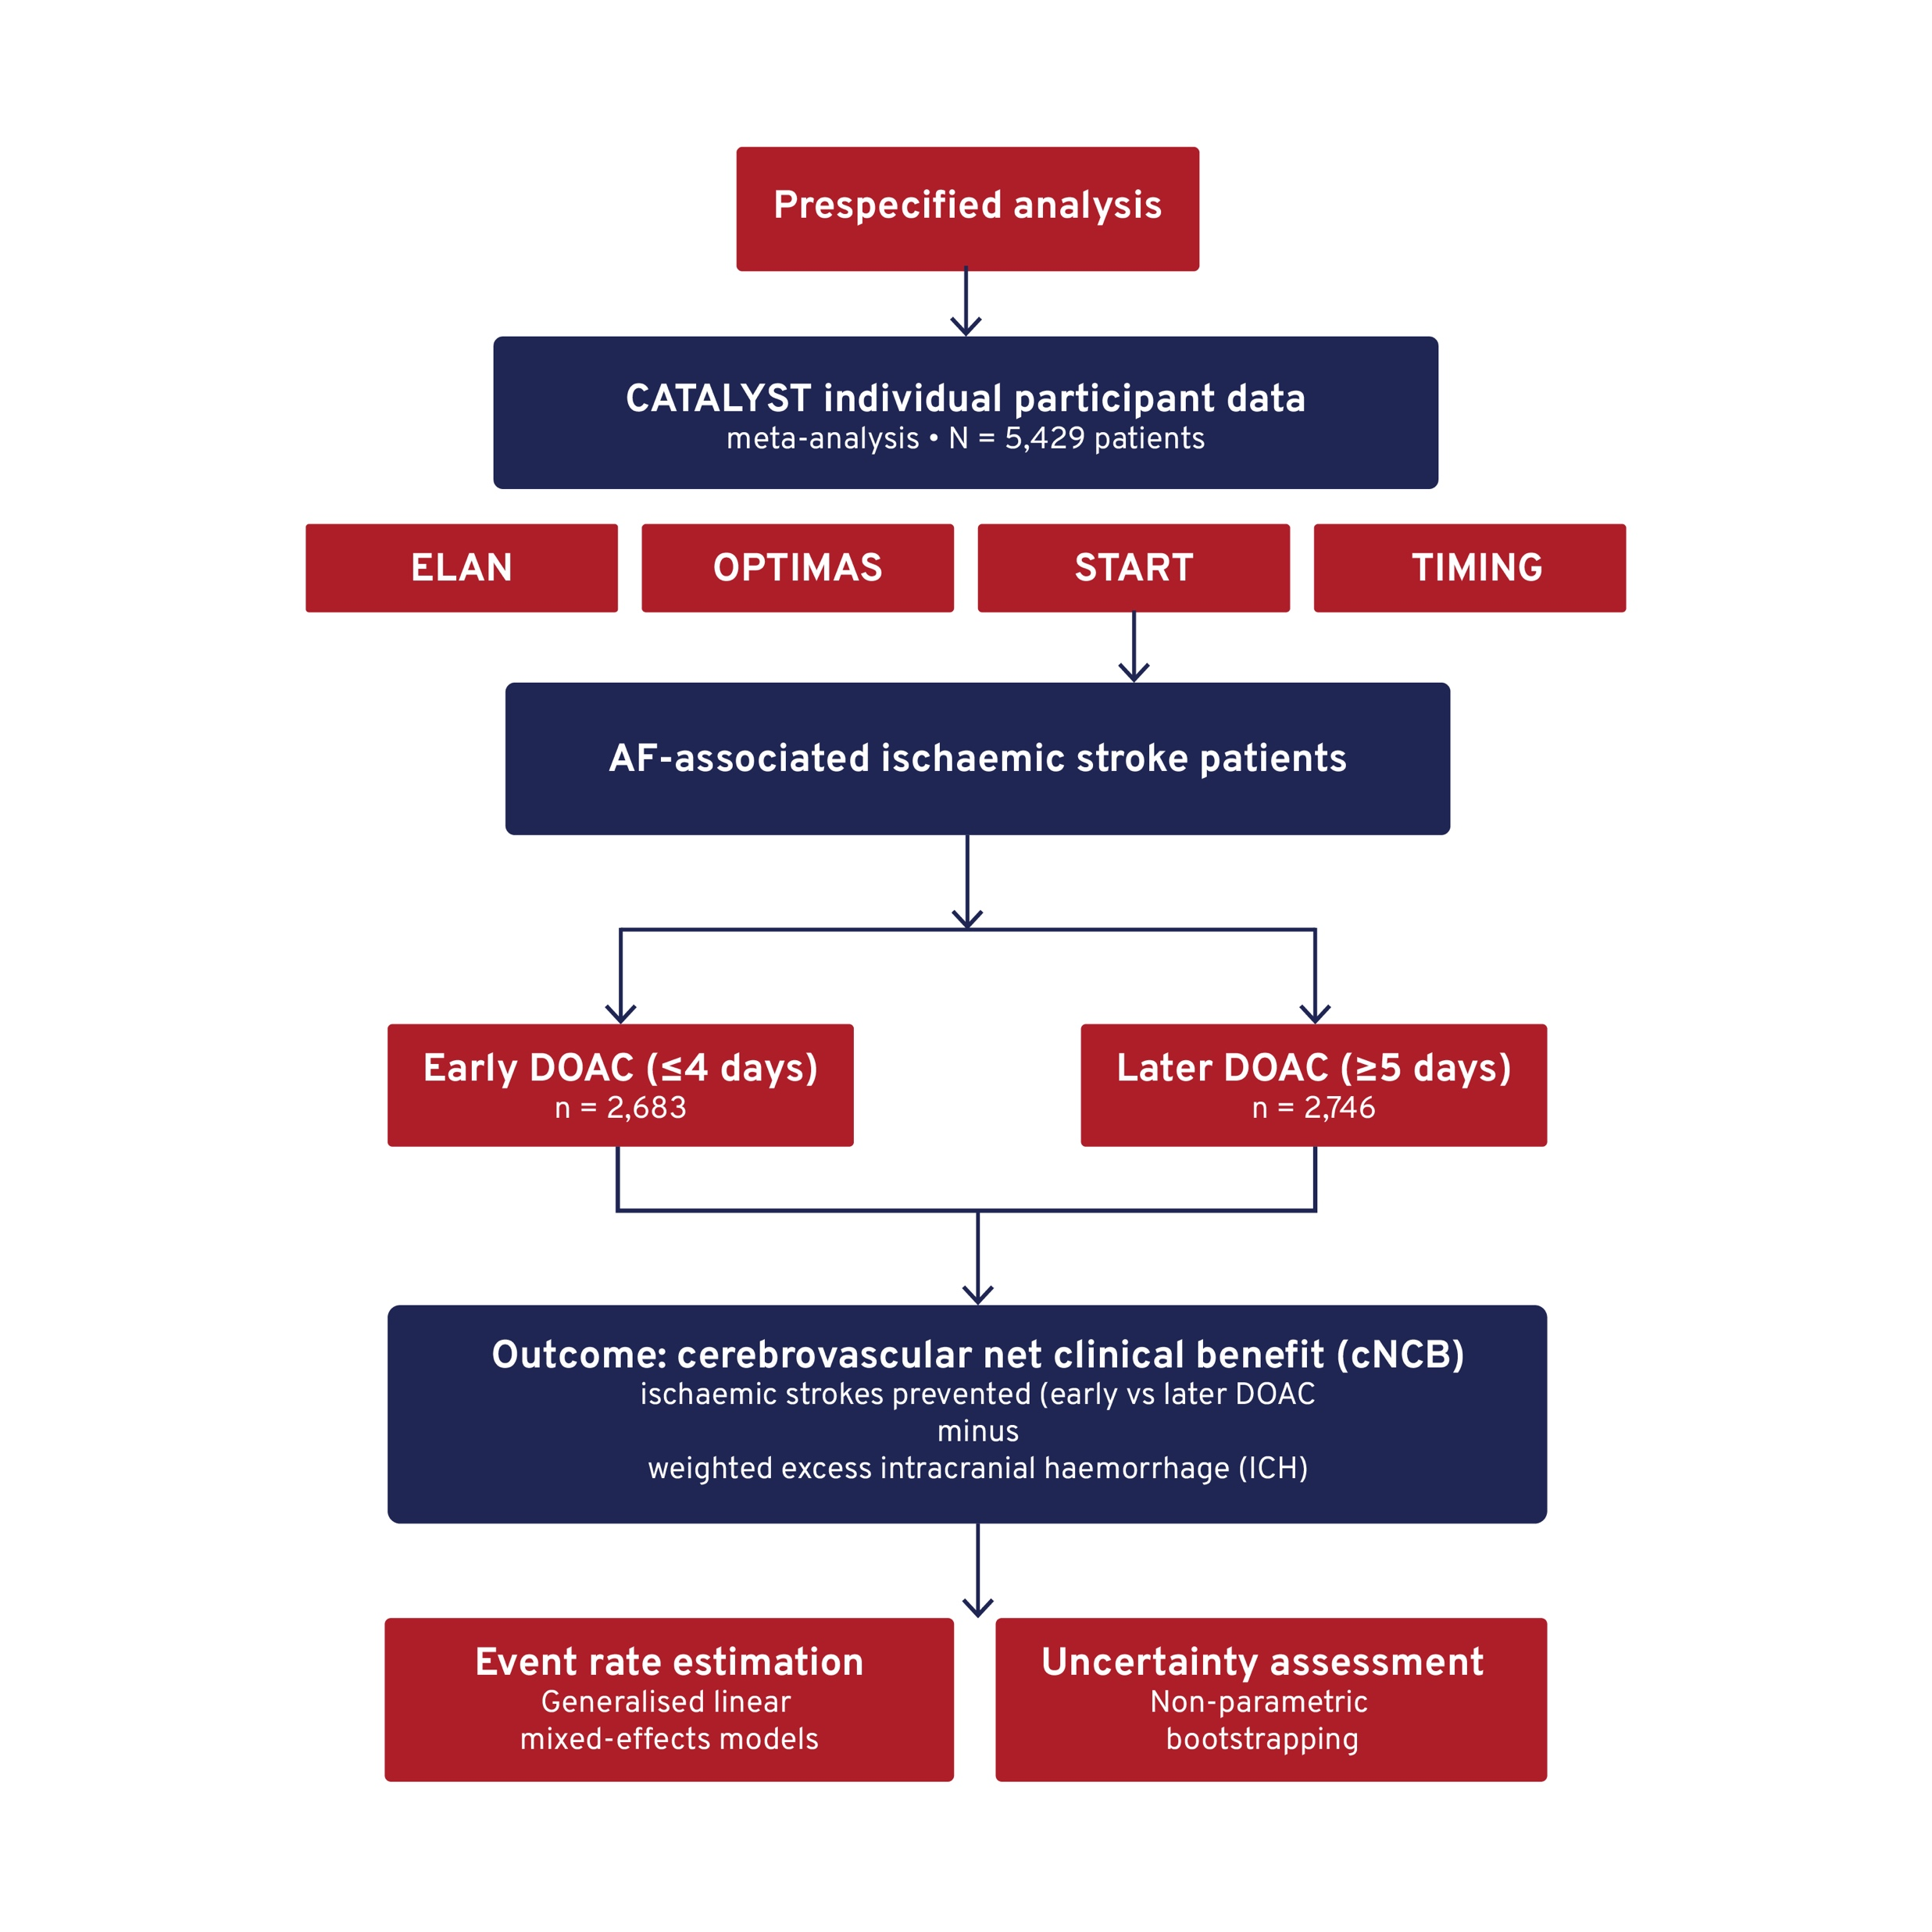 Prespecified analysis
CATALYST individual participant data
meta-analysis • N = 5,429 patients
ELAN
OPTIMAS
START
TIMING
AF-associated ischaemic stroke patients
Early DOAC (≤4 days)
n = 2,683
Later DOAC (≥5 days)
n = 2,746
Outcome: cerebrovascular net clinical benefit (cNCB)
ischaemic strokes prevented (early vs later DOAC
minus
weighted excess intracranial haemorrhage (ICH)
Event rate estimation
Generalised linear
mixed-effects models
Uncertainty assessment
Non-parametric
bootstrapping